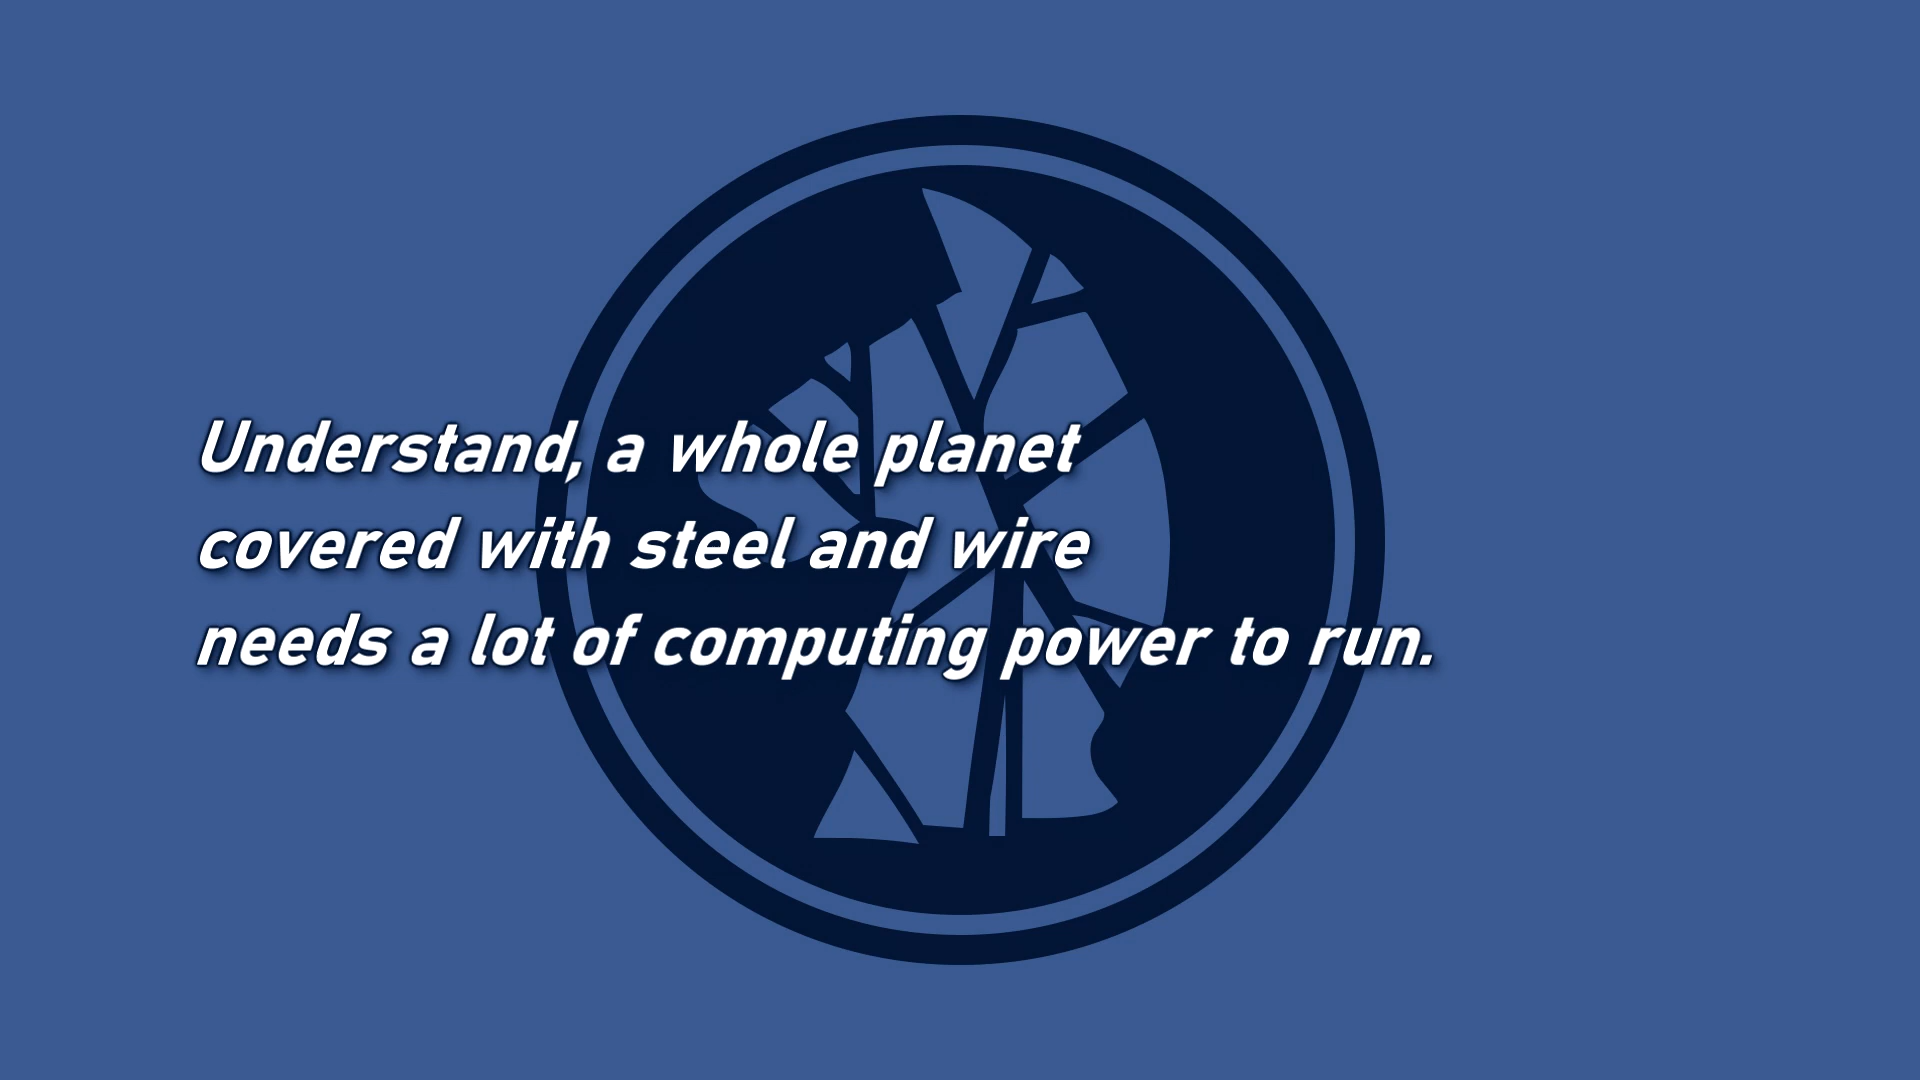 Understand, a whole planet
covered with steel and wire
needs a lot of computing power to run.